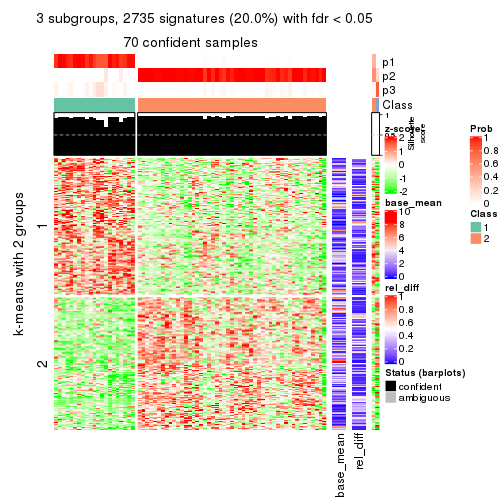 3 subgroups, 2735 signatures (20.0%) with fdr < 0.05
70 confident samples
p1
p2
p3
Class
1
Silhouette
score
k-means with 2 groups
1
2
base_mean
rel_diff
z-score
2
1
0
-1
-2
base_mean
10
8
6
4
2
0
rel_diff
1
0.8
0.6
0.4
0.2
0
Status (barplots)
confident
ambiguous
Prob
1
0.8
0.6
0.4
0.2
0
Class
1
2